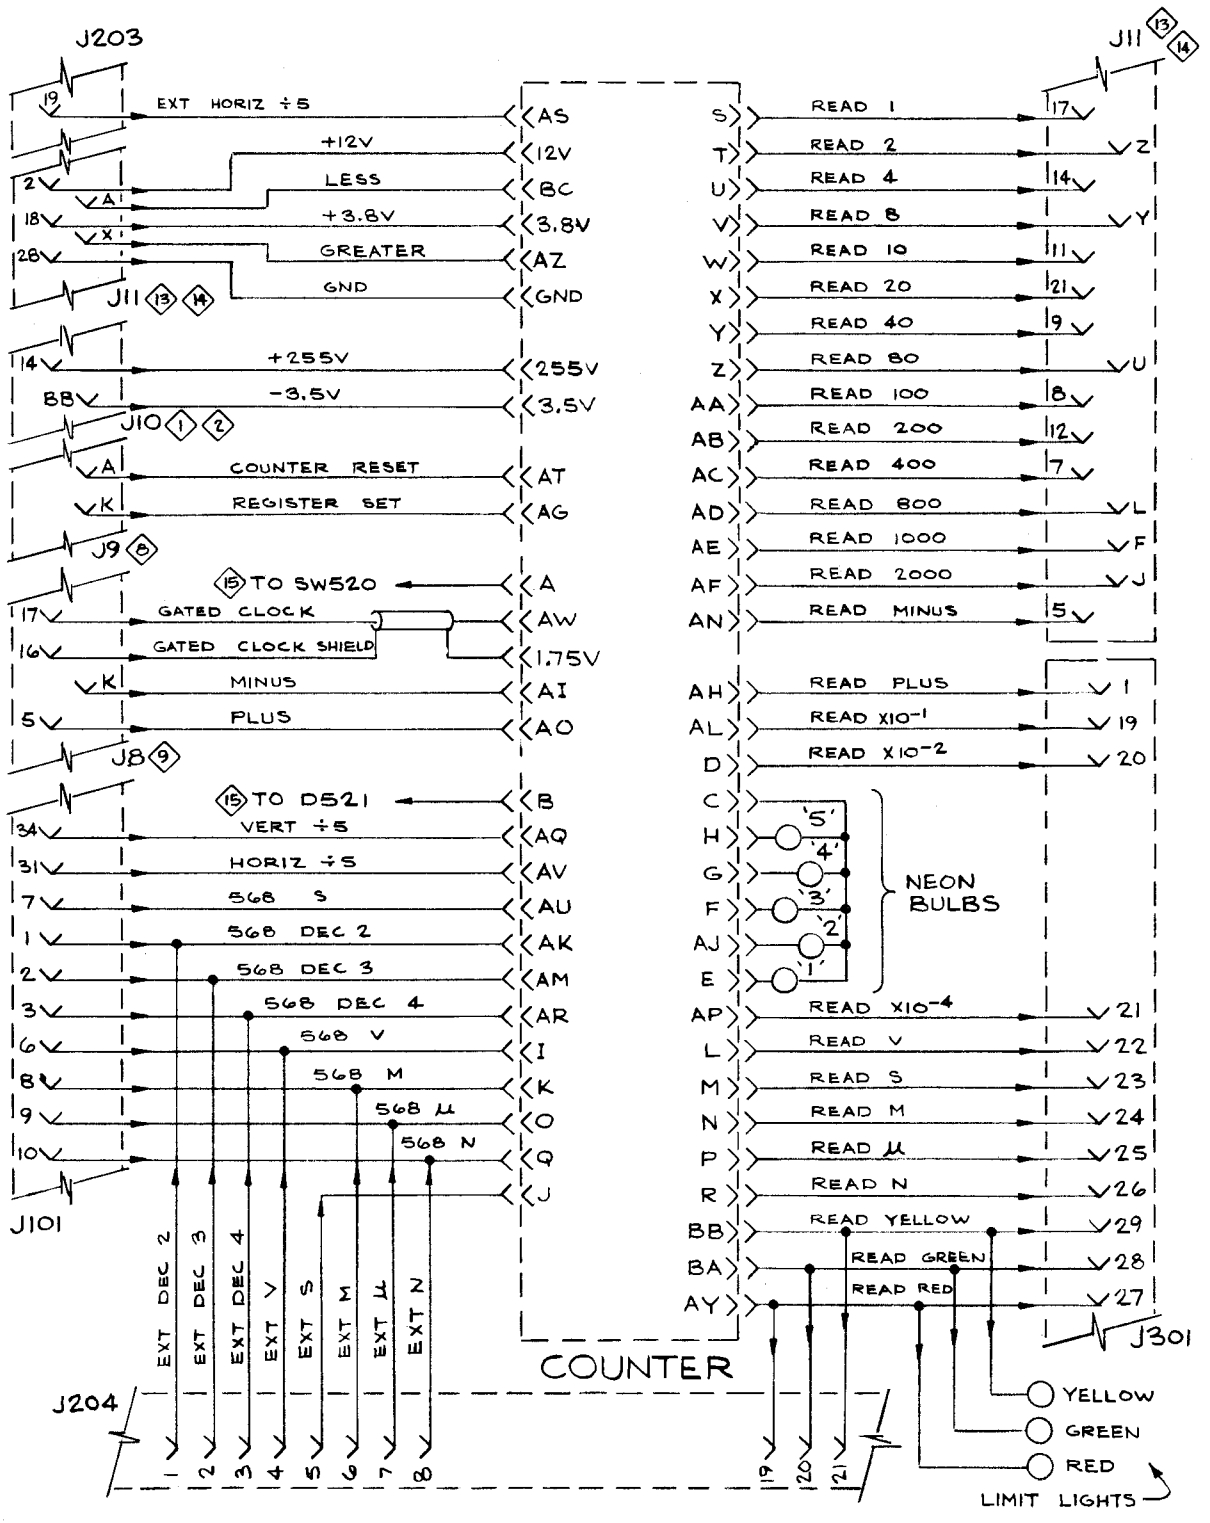 J203
J11 13 14
19 EXT HORIZ ÷5 AS
2 +12V 12V
A LESS BC
18 +3.8V 3.8V
X GREATER AZ
28 GND GND
J11 13 14
14 +255V 255V
BB -3.5V 3.5V
J10 1 2
A COUNTER RESET AT
K REGISTER SET AG
J9 8
15 TO SW520 A
17 GATED CLOCK AW
16 GATED CLOCK SHIELD 1.75V
K MINUS AI
5 PLUS AO
J8 9
15 TO D521 B
34 VERT ÷5 AQ
31 HORIZ ÷5 AV
7 568 S AU
1 568 DEC 2 AK
2 568 DEC 3 AM
3 568 DEC 4 AR
6 568 V I
8 568 M K
9 568 µ O
10 568 N Q
J
J101
S READ 1 17
T READ 2 Z
U READ 4 14
V READ 8 Y
W READ 10 11
X READ 20 21
Y READ 40 9
Z READ 80 U
AA READ 100 8
AB READ 200 12
AC READ 400 7
AD READ 800 L
AE READ 1000 F
AF READ 2000 J
AN READ MINUS 5
AH READ PLUS 1
AL READ X10-1 19
D READ X10-2 20
C
'5'
H
'4'
G
'3'
F
'2'
AJ
'1'
E
NEON
BULBS
AP READ X10-4 21
L READ V 22
M READ S 23
N READ M 24
P READ µ 25
R READ N 26
BB READ YELLOW 29
BA READ GREEN 28
AY READ RED 27
J301
COUNTER
EXT DEC 2
EXT DEC 3
EXT DEC 4
EXT V
EXT S
EXT M
EXT µ
EXT N
J204
1 2 3 4 5 6 7 8
19 20 21
YELLOW
GREEN
RED
LIMIT LIGHTS